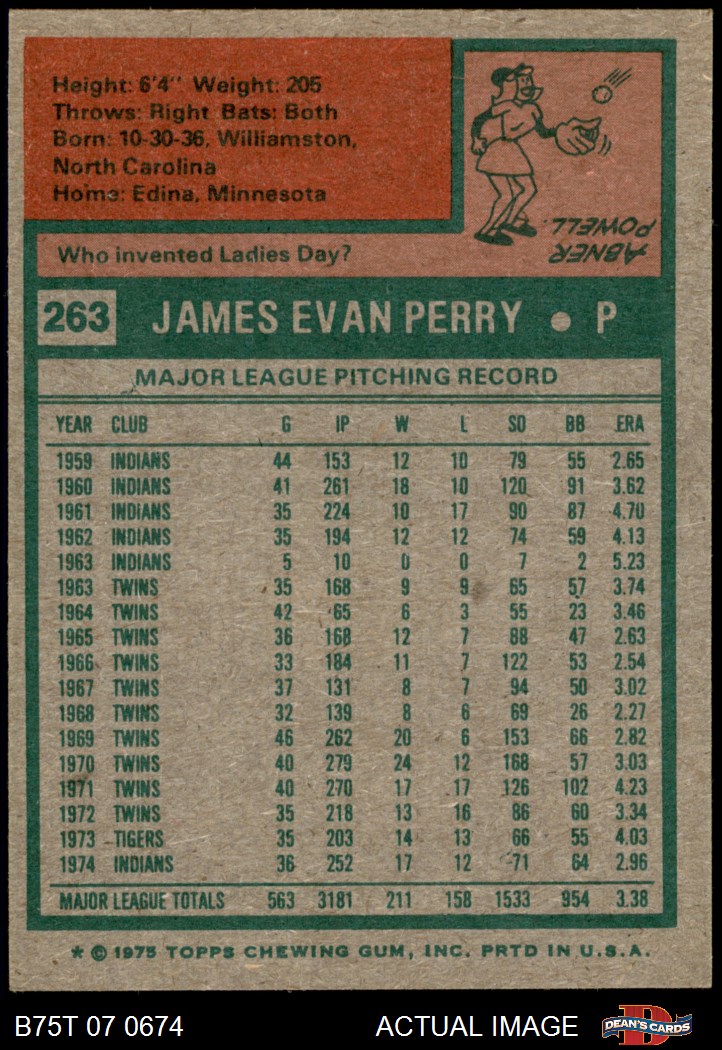 Height: 6'4" Weight: 205
Throws: Right Bats: Both
Born: 10-30-36, Williamston,
North Carolina
Home: Edina, Minnesota
Who invented Ladies Day?
ABNER
POWELL.
263 JAMES EVAN PERRY • P
MAJOR LEAGUE PITCHING RECORD
YEAR CLUB G IP W L SO BB ERA
1959 INDIANS 44 153 12 10 79 55 2.65
1960 INDIANS 41 261 18 10 120 91 3.62
1961 INDIANS 35 224 10 17 90 87 4.70
1962 INDIANS 35 194 12 12 74 59 4.13
1963 INDIANS 5 10 0 0 7 2 5.23
1963 TWINS 35 168 9 9 65 57 3.74
1964 TWINS 42 65 6 3 55 23 3.46
1965 TWINS 36 168 12 7 88 47 2.63
1966 TWINS 33 184 11 7 122 53 2.54
1967 TWINS 37 131 8 7 94 50 3.02
1968 TWINS 32 139 8 6 69 26 2.27
1969 TWINS 46 262 20 6 153 66 2.82
1970 TWINS 40 279 24 12 168 57 3.03
1971 TWINS 40 270 17 17 126 102 4.23
1972 TWINS 35 218 13 16 86 60 3.34
1973 TIGERS 35 203 14 13 66 55 4.03
1974 INDIANS 36 252 17 12 71 64 2.96
MAJOR LEAGUE TOTALS 563 3181 211 158 1533 954 3.38
* © 1975 TOPPS CHEWING GUM, INC. PRTD IN U.S.A.
B75T 07 0674 ACTUAL IMAGE D DEAN'S CARDS